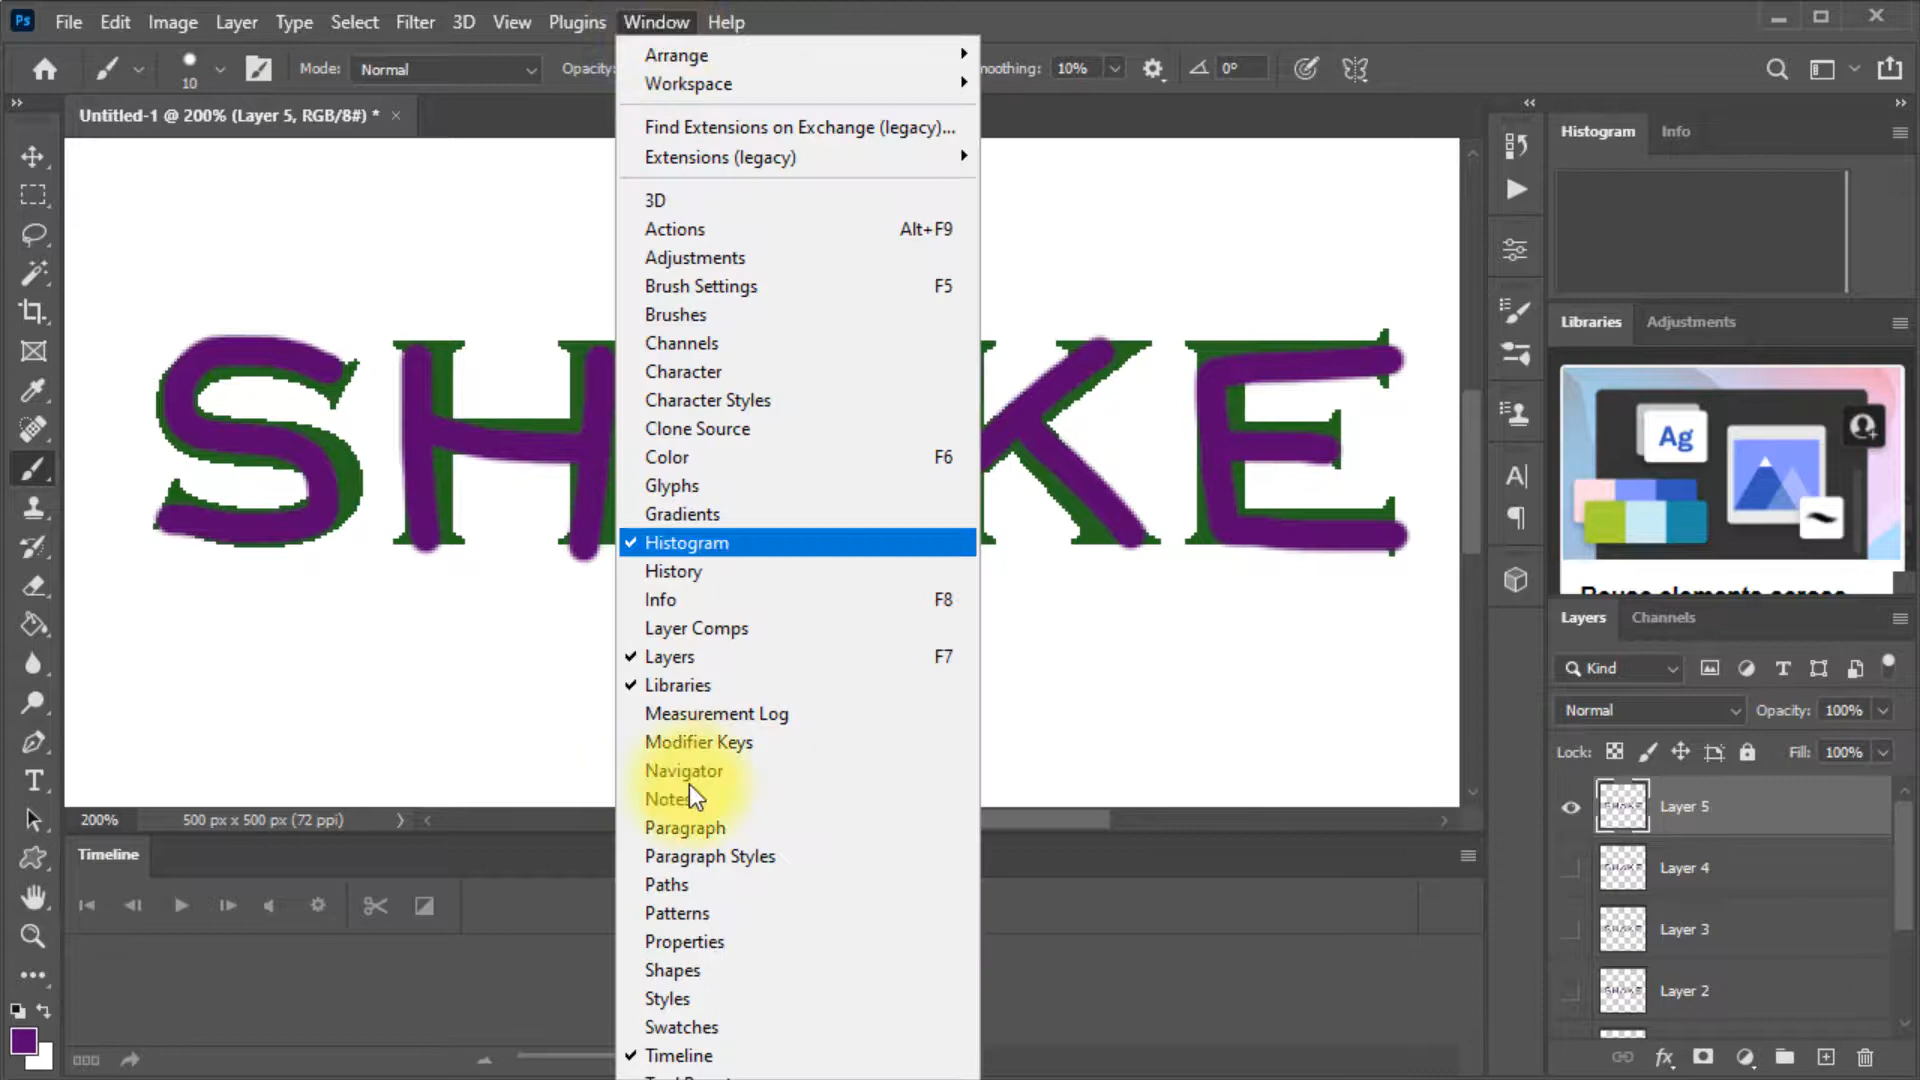 Ps File Edit Image Layer Type Select Filter 3D View Plugins Window Help
10 Mode: Normal Opacity: moothing: 10% 0°
Untitled-1 @ 200% (Layer 5, RGB/8#) *
Arrange
Workspace
Find Extensions on Exchange (legacy)...
Extensions (legacy)
3D
Actions Alt+F9
Adjustments
Brush Settings F5
Brushes
Channels
Character
Character Styles
Clone Source
Color F6
Glyphs
Gradients
Histogram
History
Info F8
Layer Comps
Layers F7
Libraries
Measurement Log
Modifier Keys
Navigator
Notes
Paragraph
Paragraph Styles
Paths
Patterns
Properties
Shapes
Styles
Swatches
Timeline
SH KE
200% 500 px x 500 px (72 ppi)
Timeline
Histogram Info
Libraries Adjustments
Ag
Reuse elements across
Layers Channels
Kind
Normal Opacity: 100%
Lock: Fill: 100%
Layer 5
Layer 4
Layer 3
Layer 2